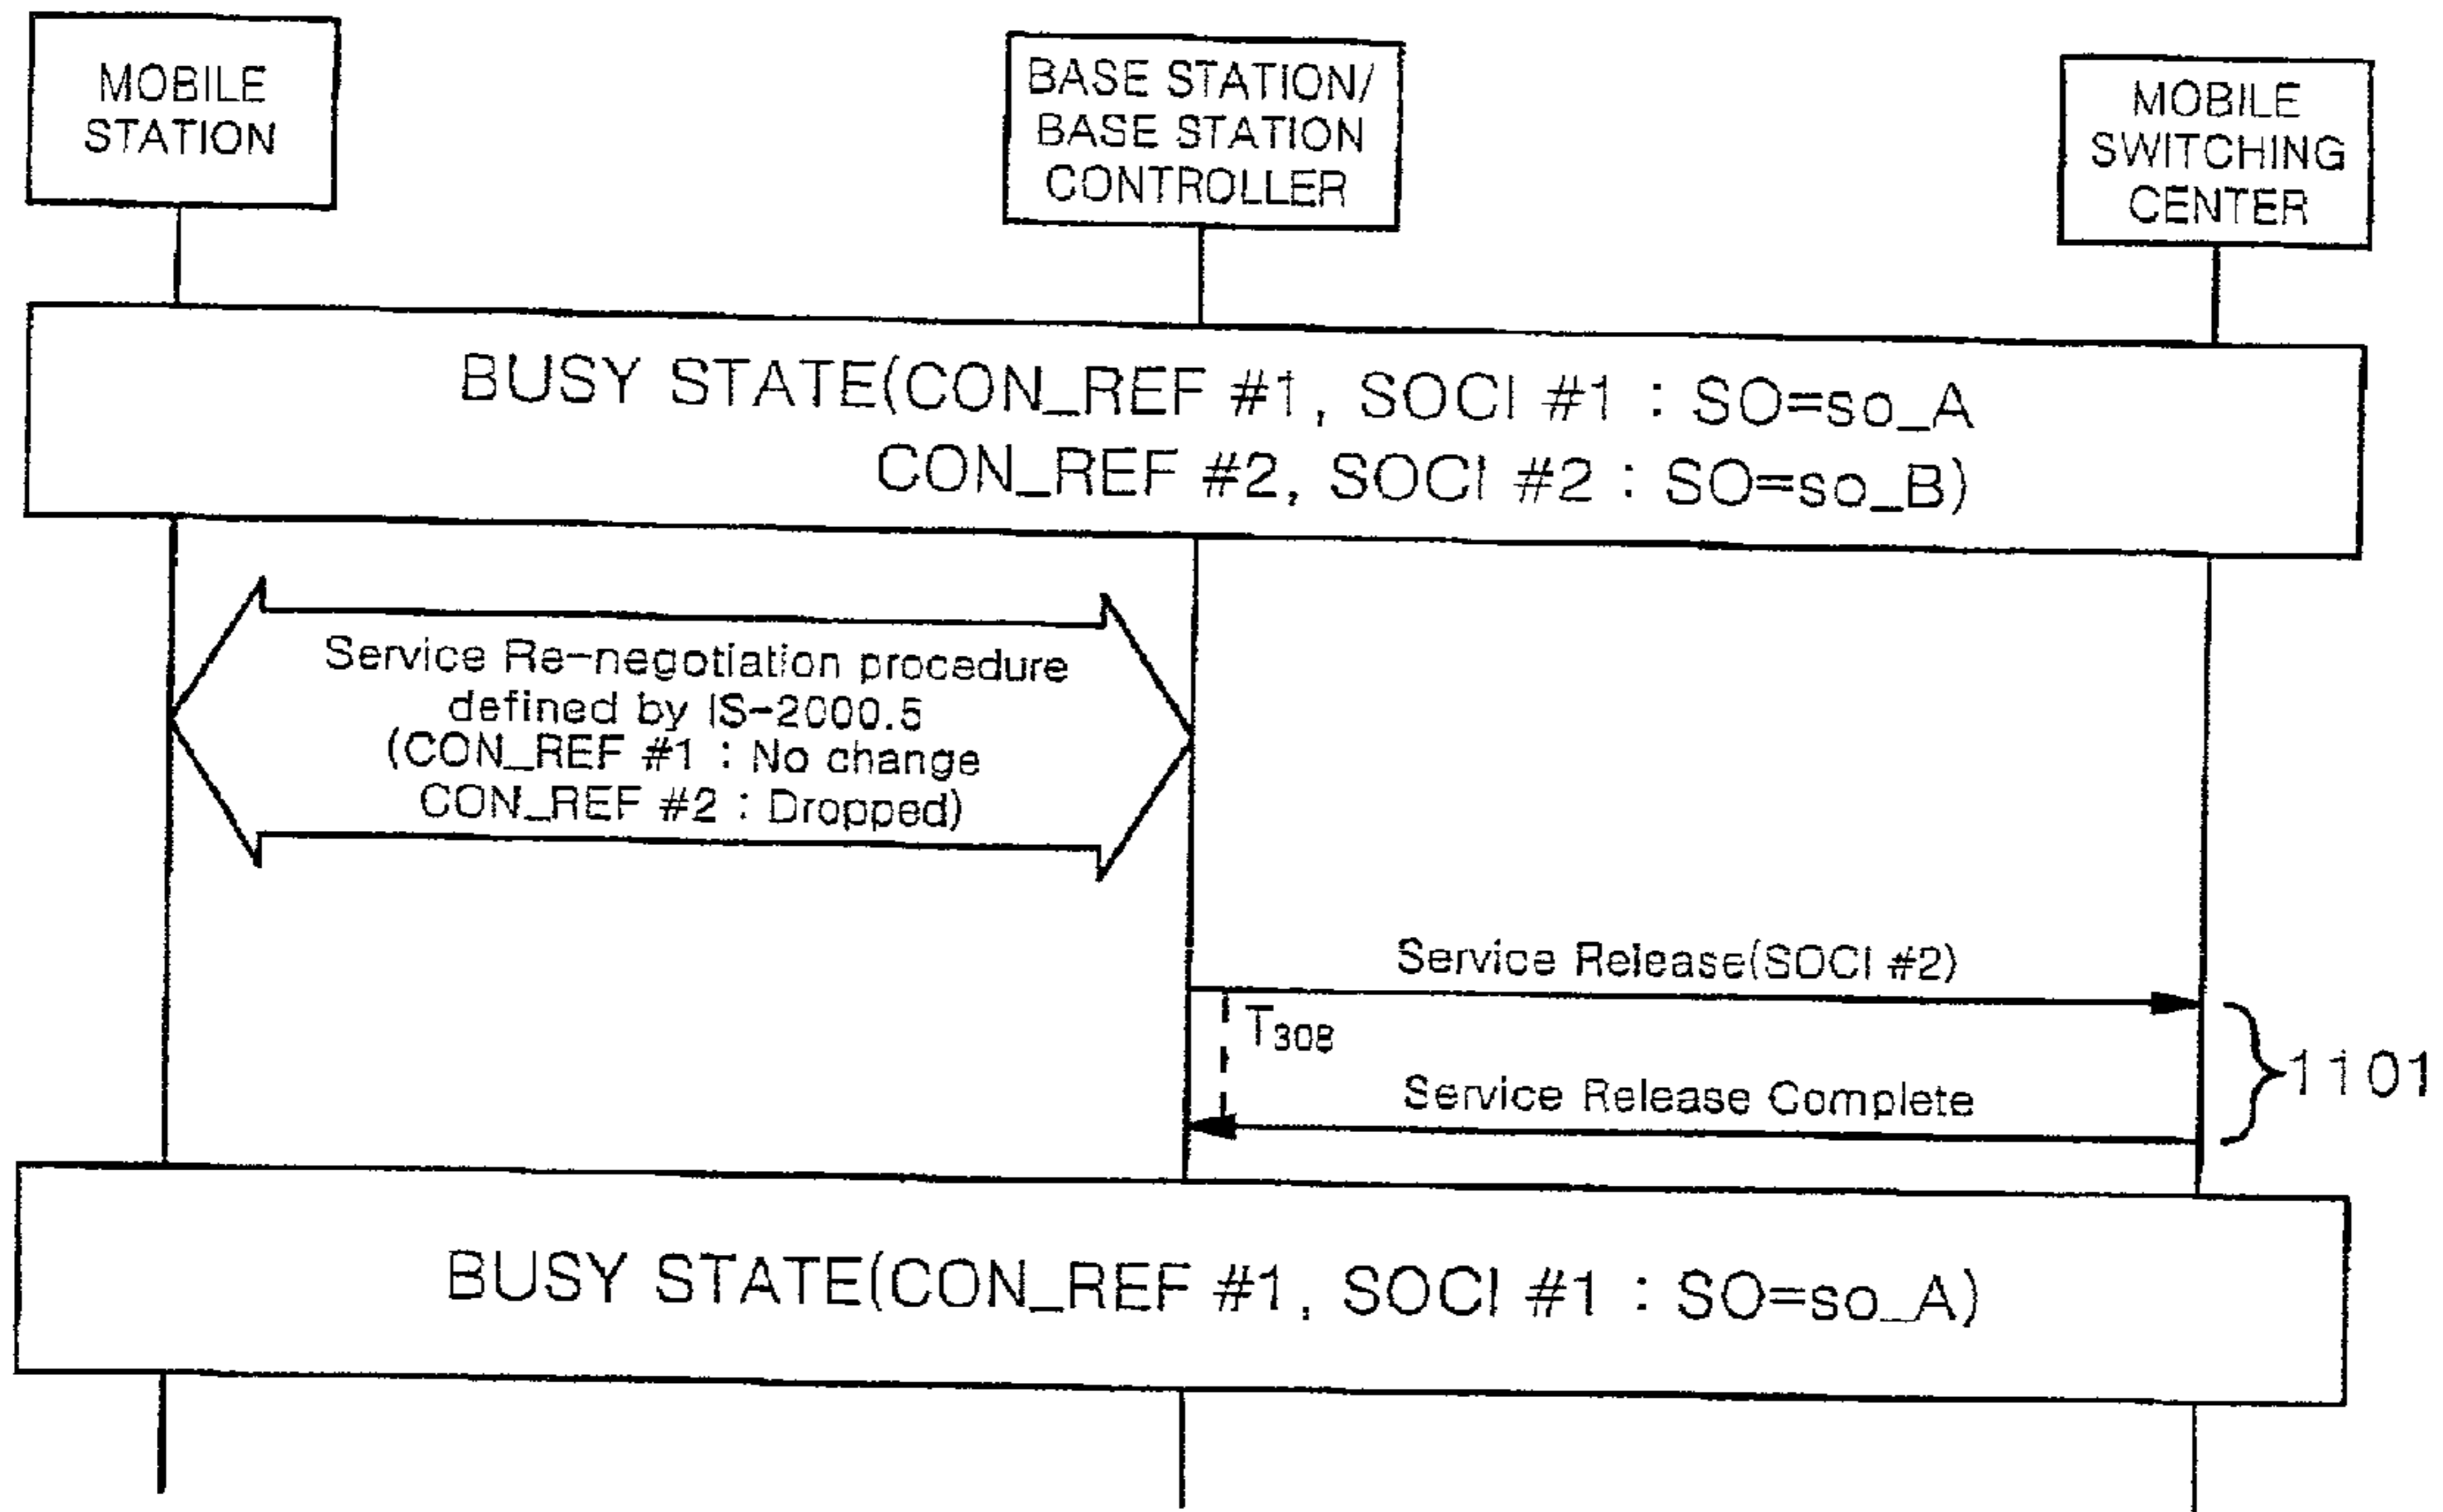 MOBILE
STATION
BASE STATION/
BASE STATION
CONTROLLER
MOBILE
SWITCHING
CENTER
BUSY STATE(CON_REF #1, SOCI #1 : SO=so_A
CON_REF #2, SOCI #2 : SO=so_B)
Service Re-negotiation procedure
defined by IS-2000.5
(CON_REF #1 : No change
CON_REF #2 : Dropped)
Service Release(SOCI #2)
T308
1101
Service Release Complete
BUSY STATE(CON_REF #1, SOCI #1 : SO=so_A)